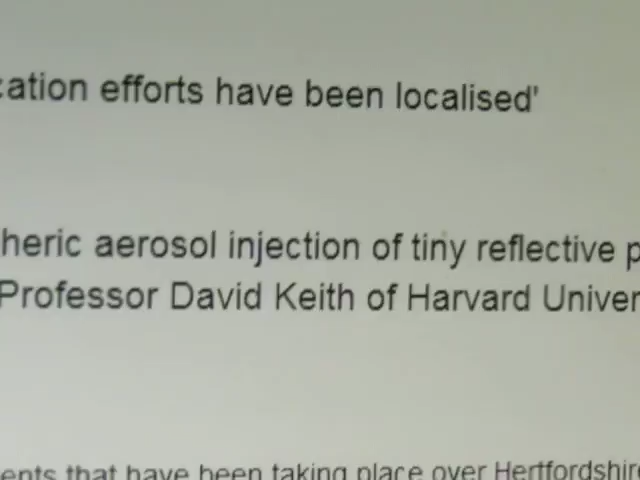 cation efforts have been localised'
heric aerosol injection of tiny reflective p
Professor David Keith of Harvard Univer
ents that have been taking place over Hertfordshire